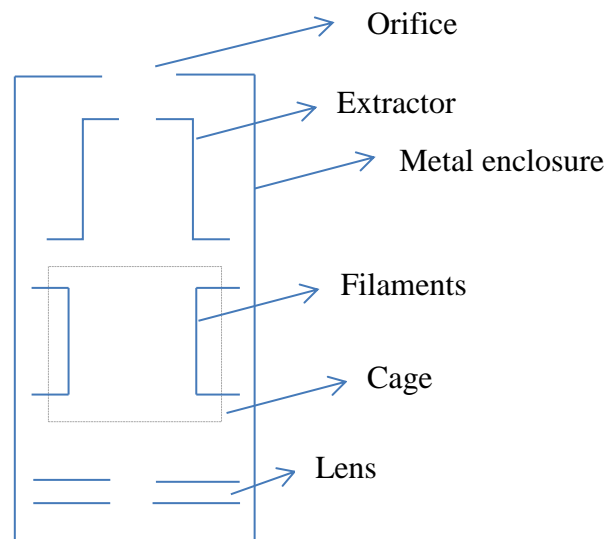 Orifice
Extractor
Metal enclosure
Filaments
Cage
Lens